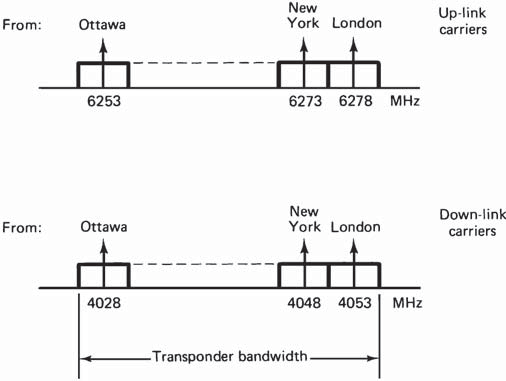 From: Ottawa New York London Up-link carriers
6253 6273 6278 MHz
From: Ottawa New York London Down-link carriers
4028 4048 4053 MHz
Transponder bandwidth